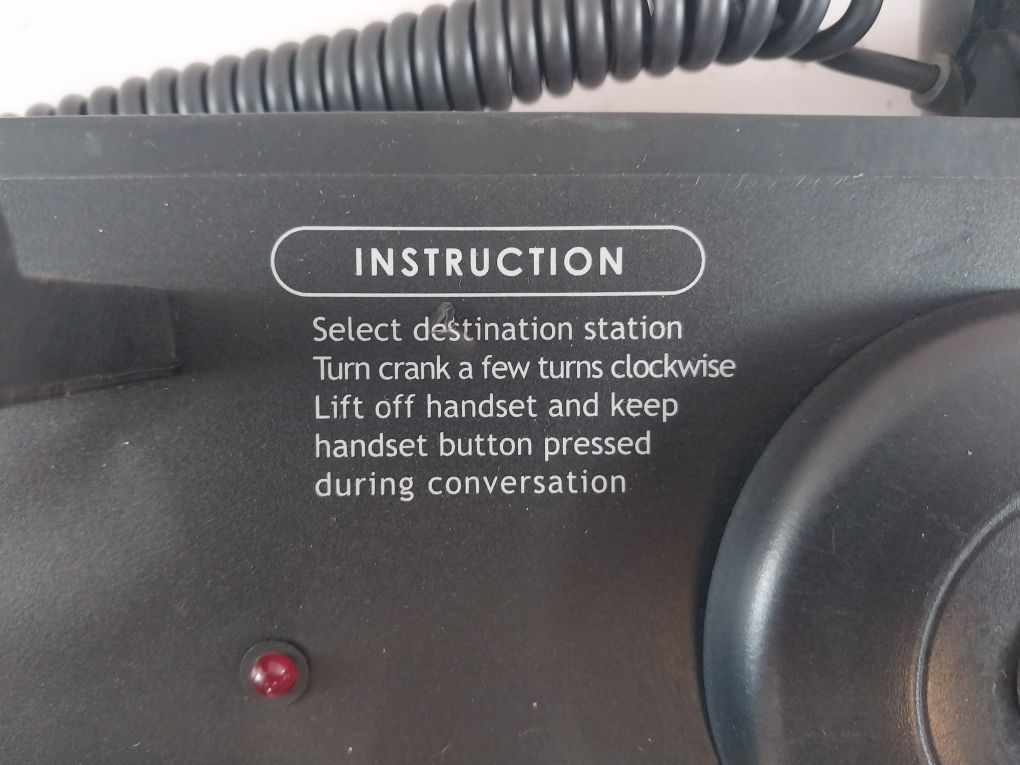 INSTRUCTION
Select destination station
Turn crank a few turns clockwise
Lift off handset and keep
handset button pressed
during conversation